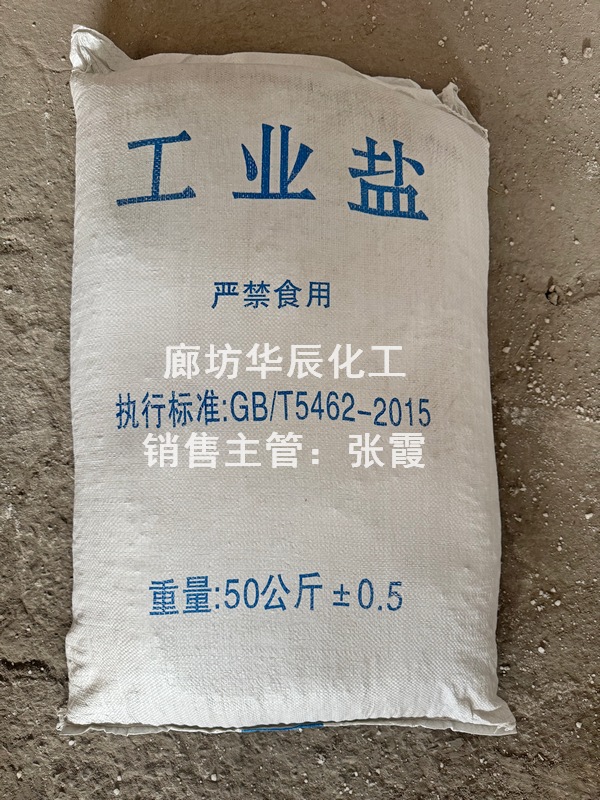 工业盐
严禁食用
廊坊华辰化工
执行标准:GB/T5462-2015
销售主管：张霞
重量:50公斤±0.5